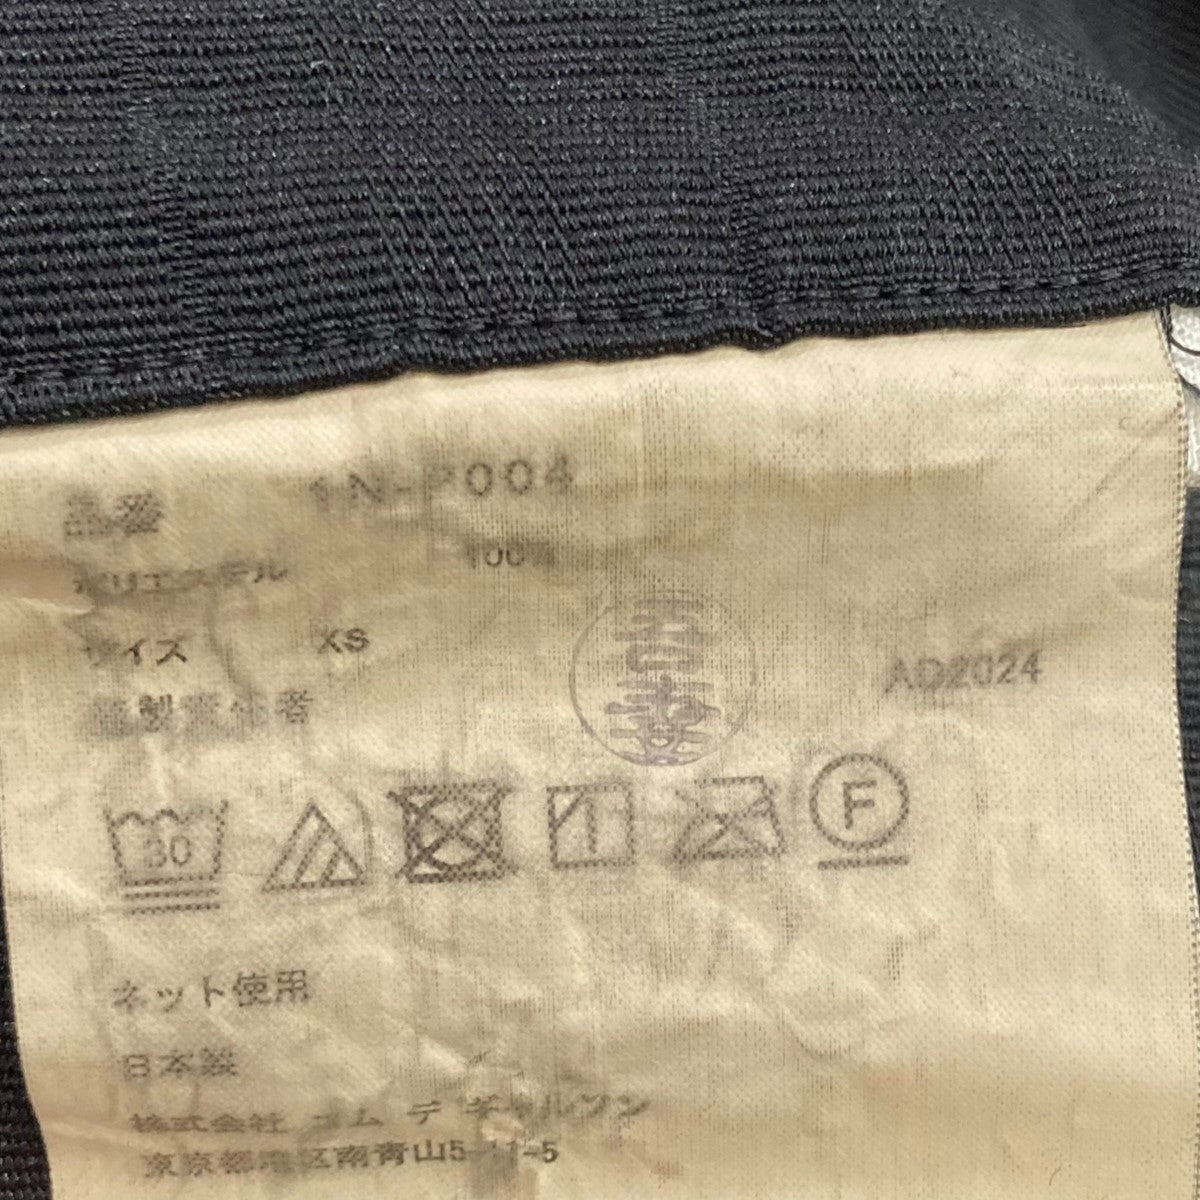 品番 1N-P004
ポリエステル 100%
サイズ XS
縫製責任者
AD2024
30
F
ネット使用
日本製
株式会社 コム デ ギャルソン
東京都港区南青山5-11-5